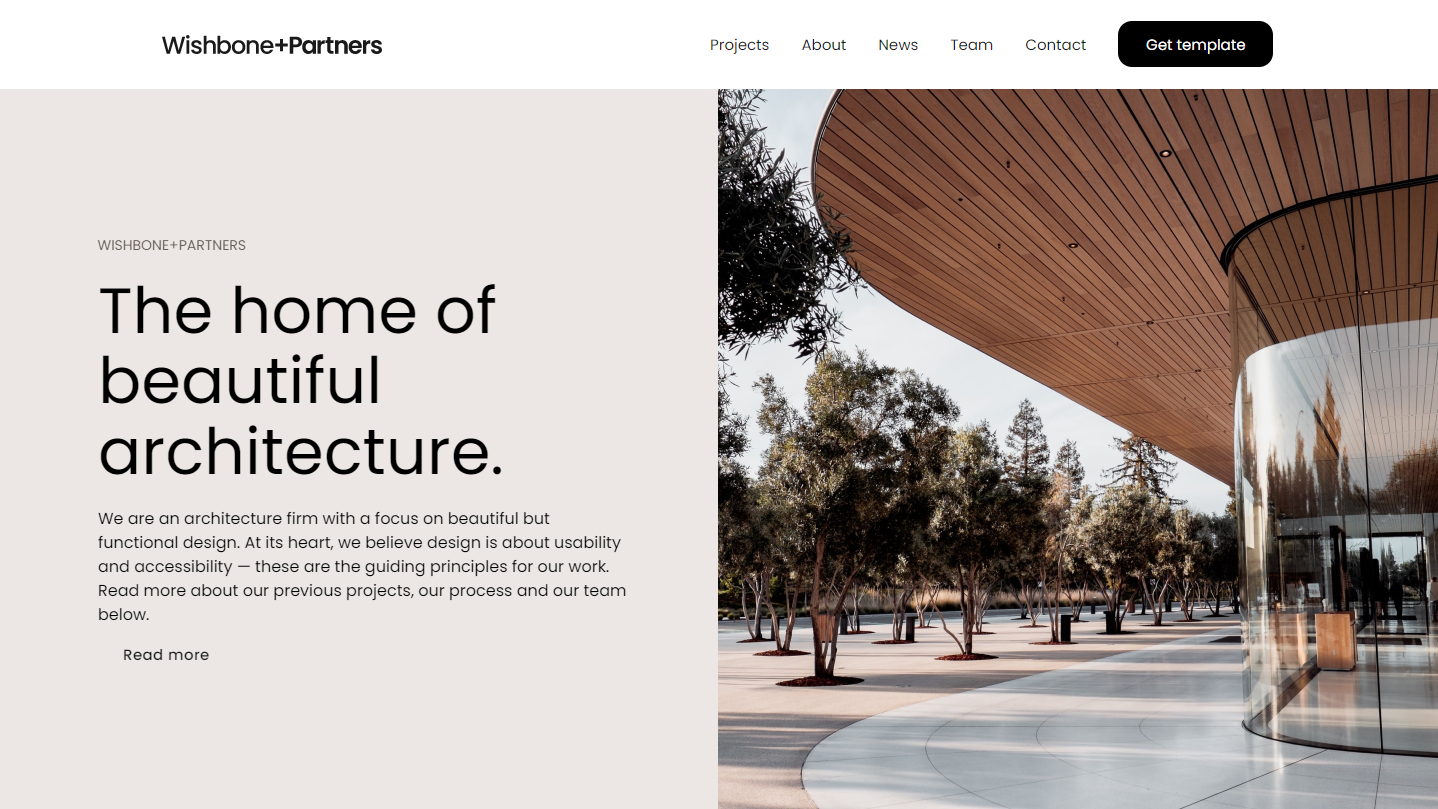 Wishbone+Partners
Projects About News Team Contact Get template
WISHBONE+PARTNERS
The home of
beautiful
architecture.
We are an architecture firm with a focus on beautiful but
functional design. At its heart, we believe design is about usability
and accessibility — these are the guiding principles for our work.
Read more about our previous projects, our process and our team
below.
Read more